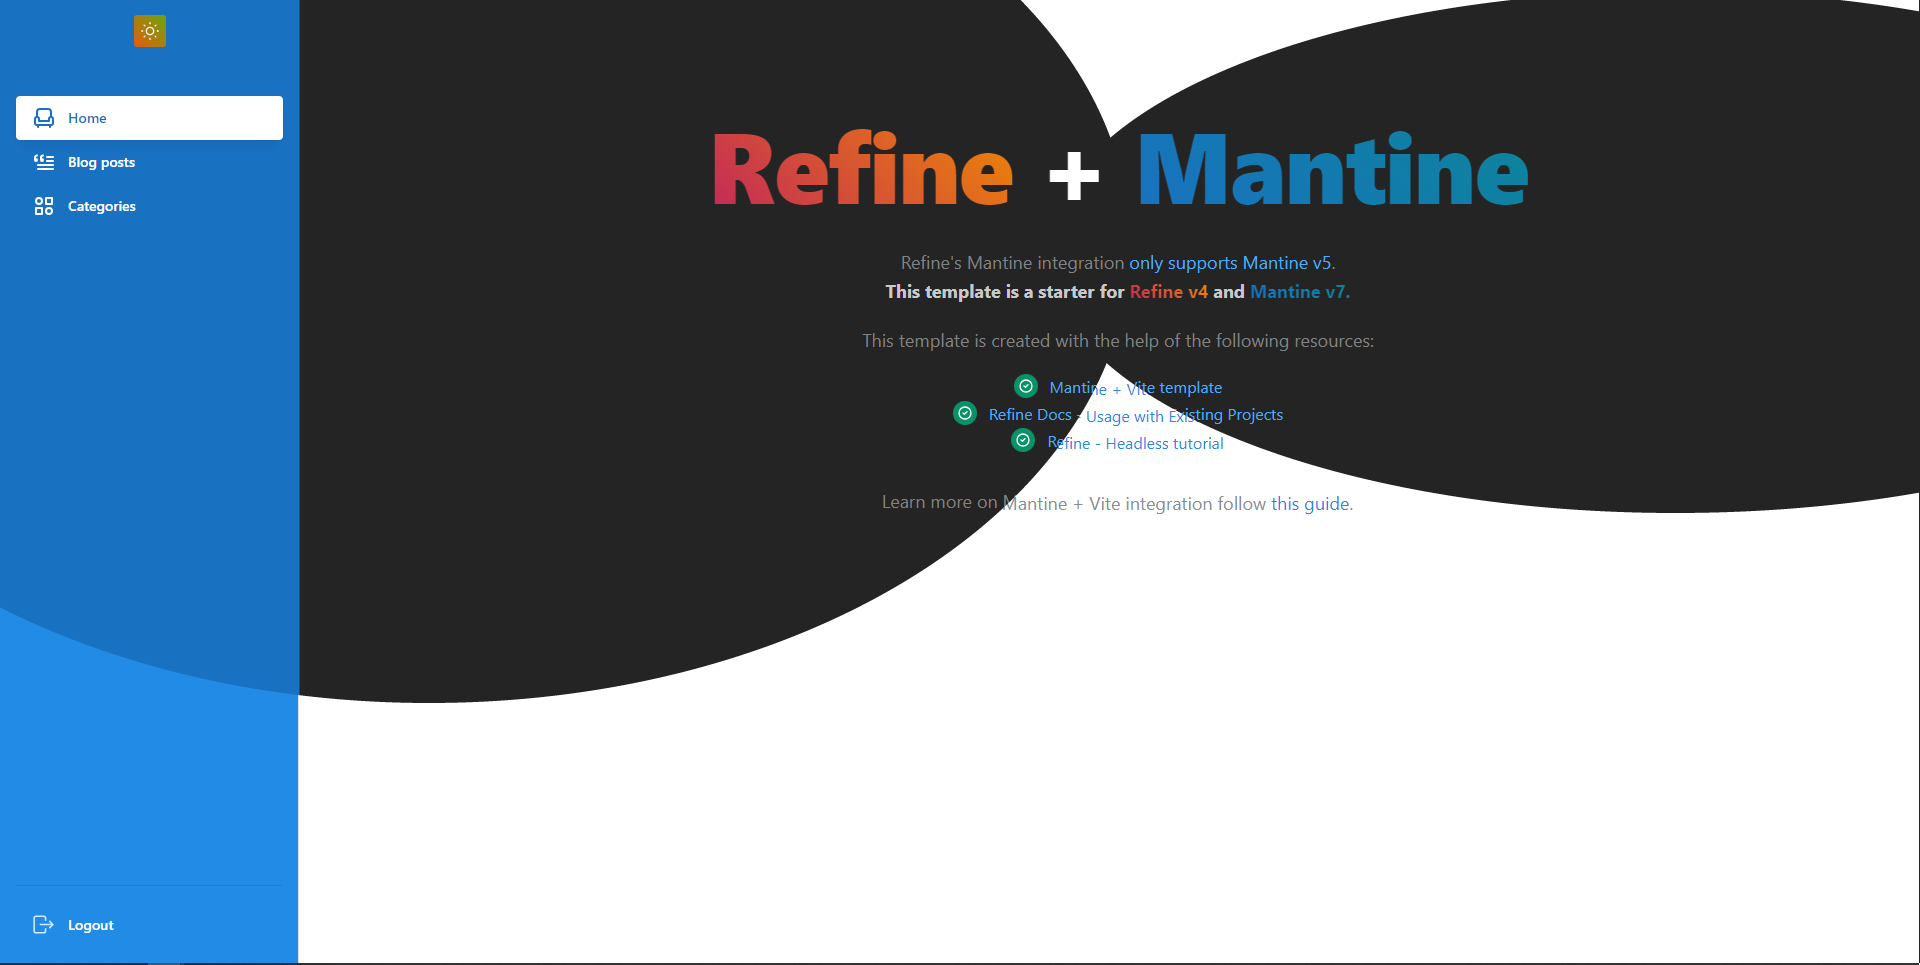 Home
Blog posts
Categories
Logout
Refine + Mantine
Refine's Mantine integration only supports Mantine v5.
This template is a starter for Refine v4 and Mantine v7.
This template is created with the help of the following resources:
Mantine + Vite template
Refine Docs - Usage with Existing Projects
Refine - Headless tutorial
Learn more on Mantine + Vite integration follow this guide.